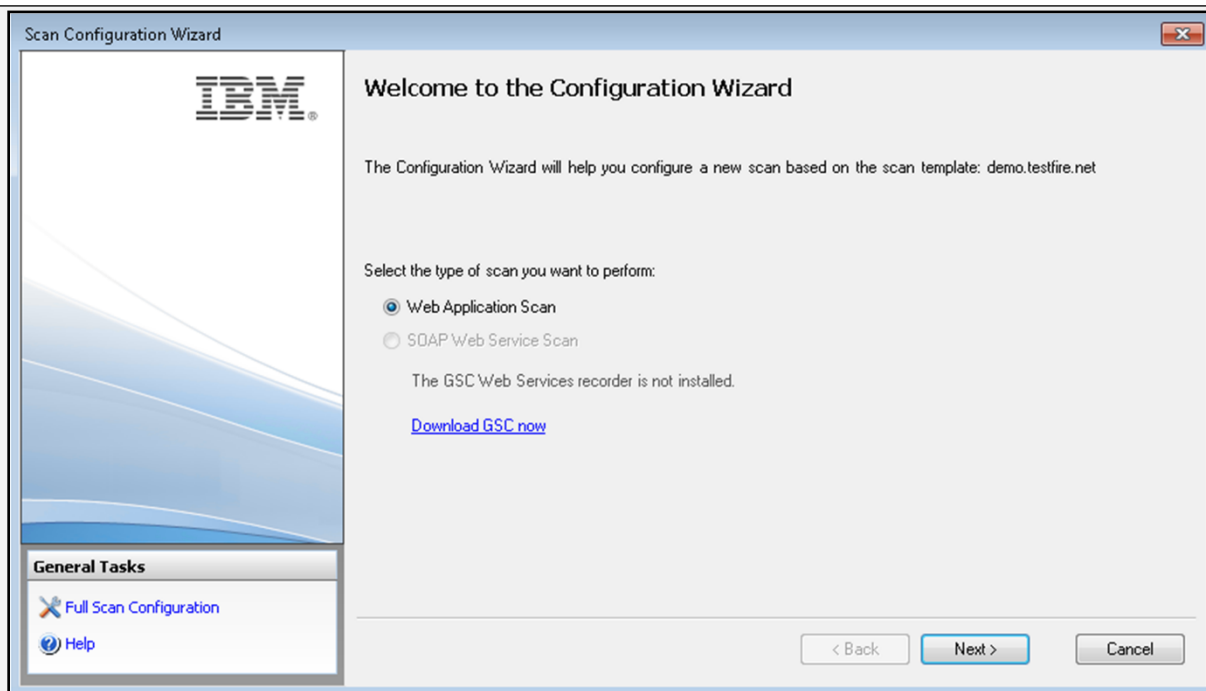 Scan Configuration Wizard
IBM®
Welcome to the Configuration Wizard
The Configuration Wizard will help you configure a new scan based on the scan template: demo.testfire.net
Select the type of scan you want to perform:
Web Application Scan
SOAP Web Service Scan
The GSC Web Services recorder is not installed.
Download GSC now
General Tasks
Full Scan Configuration
Help
< Back
Next >
Cancel